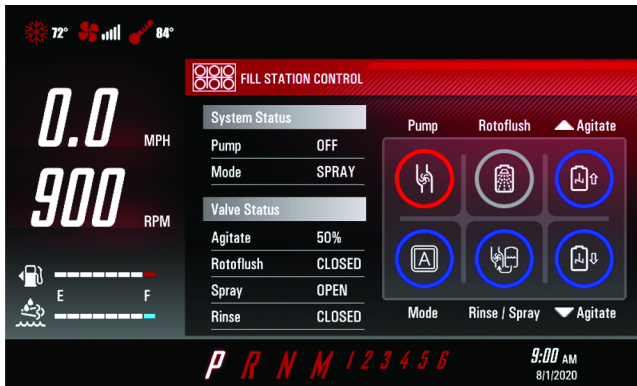 72° 84°
FILL STATION CONTROL
0.0 MPH
900 RPM
E F
System Status
Pump OFF
Mode SPRAY
Valve Status
Agitate 50%
Rotoflush CLOSED
Spray OPEN
Rinse CLOSED
Pump Rotoflush Agitate
A
Mode Rinse / Spray Agitate
P R N M 1 2 3 4 5 6
9:00 AM
8/1/2020